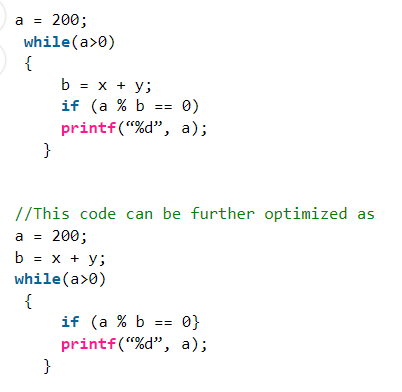 a = 200;
while(a>0)
{
b = x + y;
if (a % b == 0)
printf(“%d”, a);
}
//This code can be further optimized as
a = 200;
b = x + y;
while(a>0)
{
if (a % b == 0}
printf(“%d”, a);
}